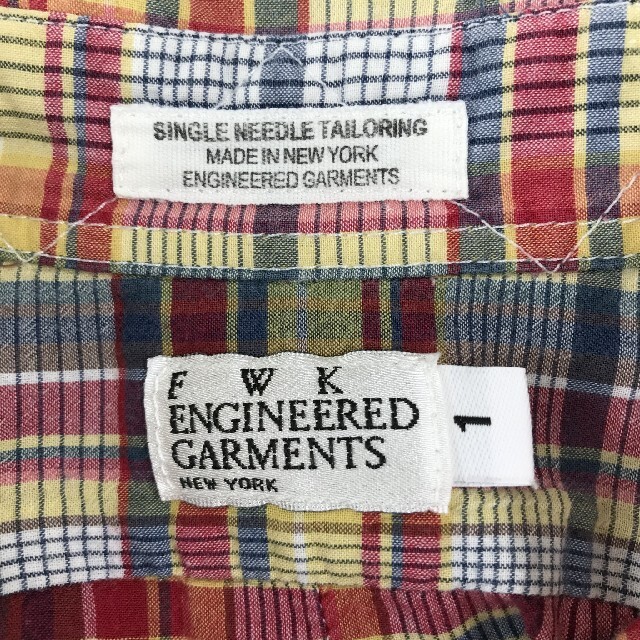 SINGLE NEEDLE TAILORING
MADE IN NEW YORK
ENGINEERED GARMENTS
F W K
ENGINEERED
GARMENTS
NEW YORK
1